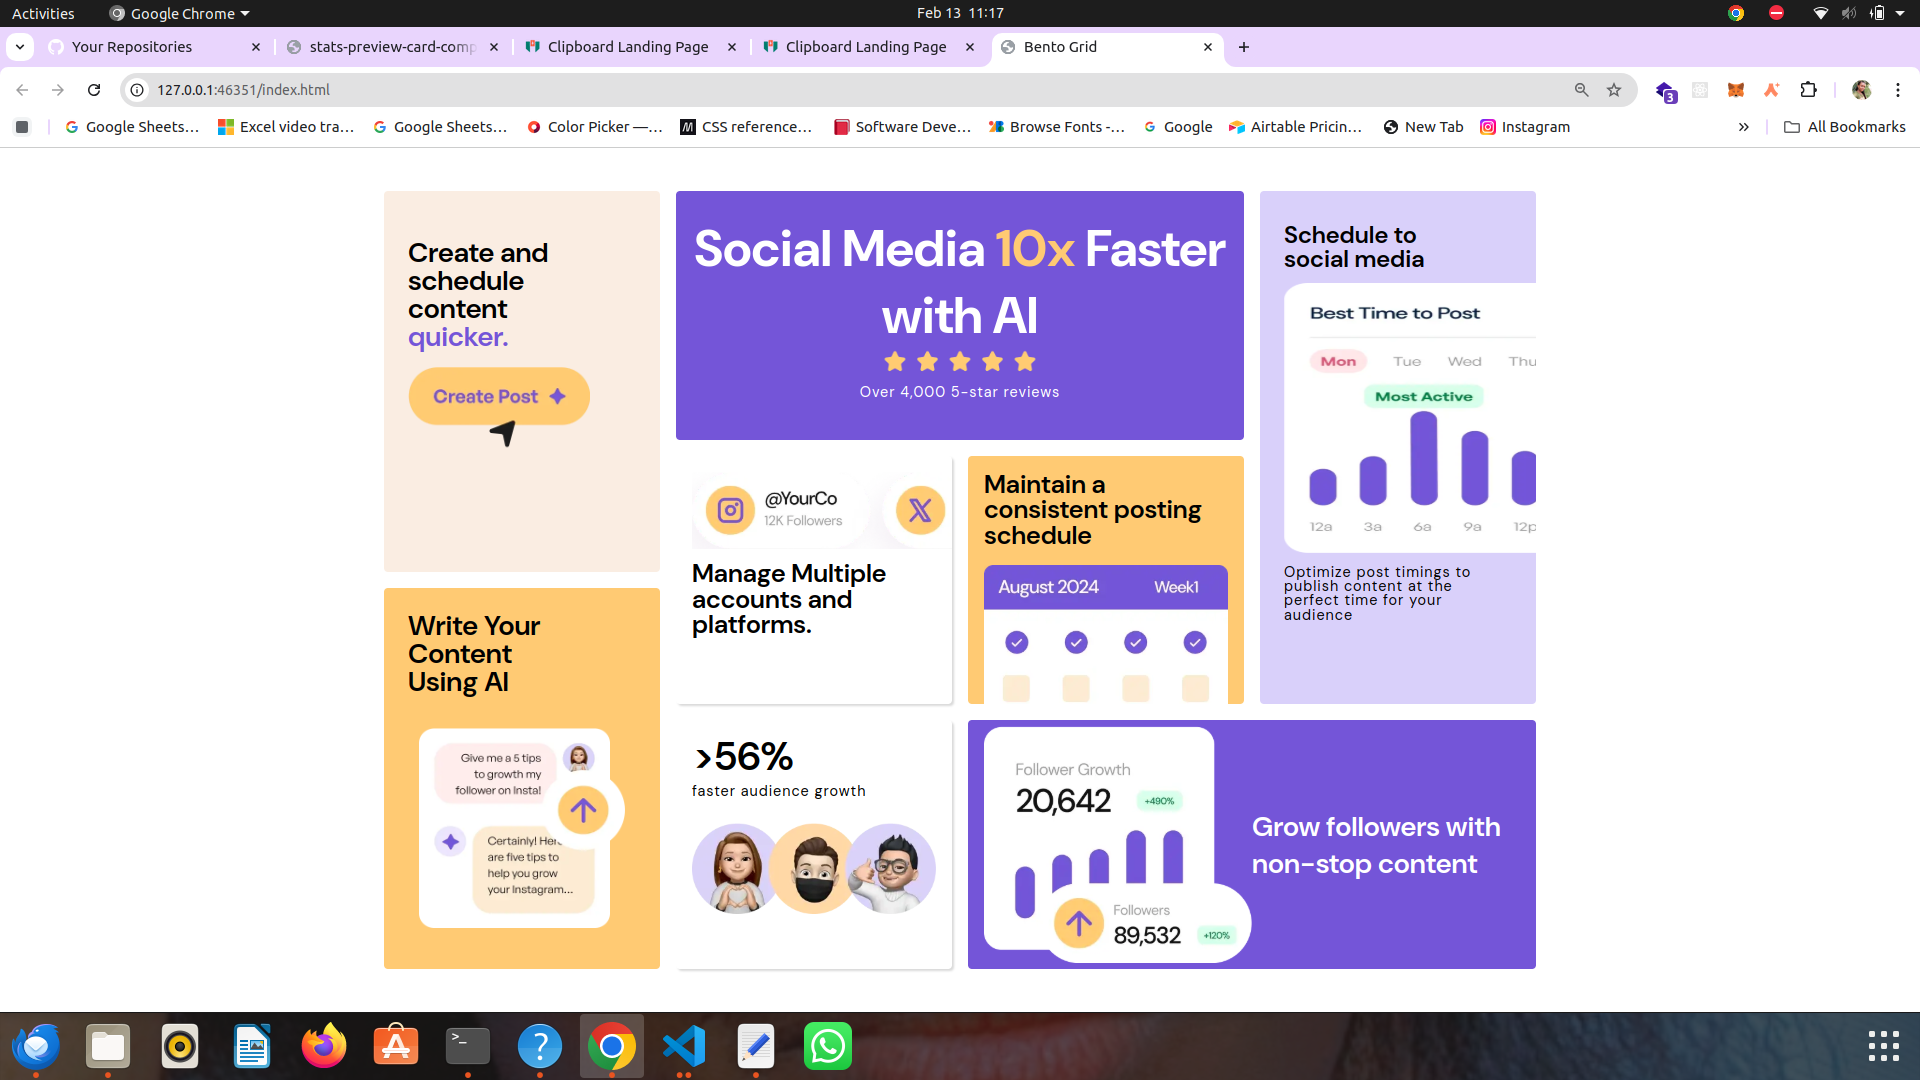 Activities
Google Chrome
Feb 13 11:17
Your Repositories
stats-preview-card-comp
Clipboard Landing Page
Clipboard Landing Page
Bento Grid
127.0.0.1:46351/index.html
3
Google Sheets…
Excel video tra…
Google Sheets…
Color Picker —…
CSS reference…
Software Deve…
Browse Fonts -…
Google
Airtable Pricin…
New Tab
Instagram
»
All Bookmarks
Create and
schedule
content
quicker.
Create Post
Social Media 10x Faster
with AI
Over 4,000 5-star reviews
Schedule to
social media
Best Time to Post
Mon Tue Wed Thu
Most Active
12a 3a 6a 9a 12p
Optimize post timings to
publish content at the
perfect time for your
audience
@YourCo
12K Followers
Manage Multiple
accounts and
platforms.
Maintain a
consistent posting
schedule
August 2024 Week1
Write Your
Content
Using AI
Give me a 5 tips
to growth my
follower on Insta!
Certainly! Here
are five tips to
help you grow
your Instagram...
>56%
faster audience growth
Follower Growth
20,642 +490%
Followers
89,532 +120%
Grow followers with
non-stop content